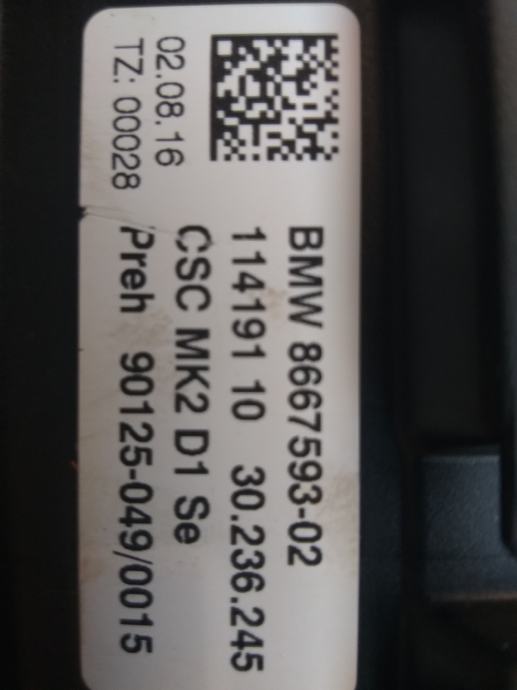 BMW 8667593-02
114191 10 30.236.245
CSC MK2 D1 Se
Preh 90125-049/0015
02.08.16
TZ: 00028